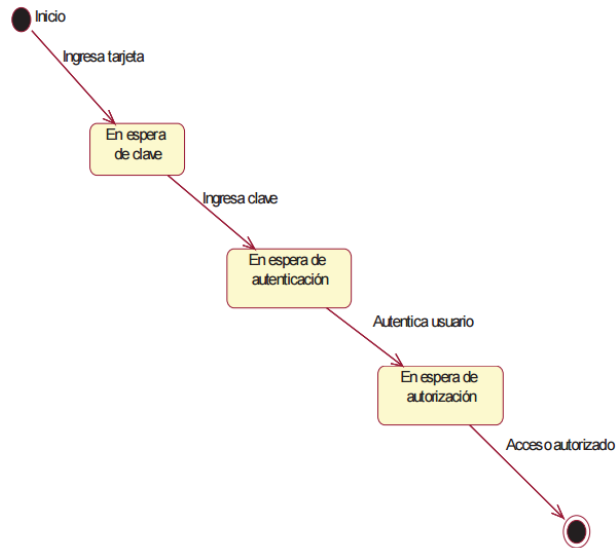 Inicio
Ingresa tarjeta
En espera
de clave
Ingresa clave
En espera de
autenticación
Autentica usuario
En espera de
autorización
Acceso autorizado